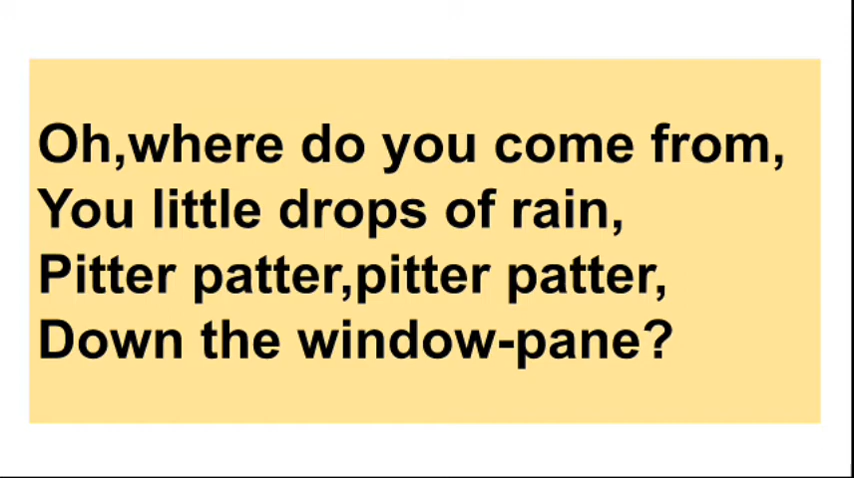 Oh,where do you come from,
You little drops of rain,
Pitter patter,pitter patter,
Down the window-pane?